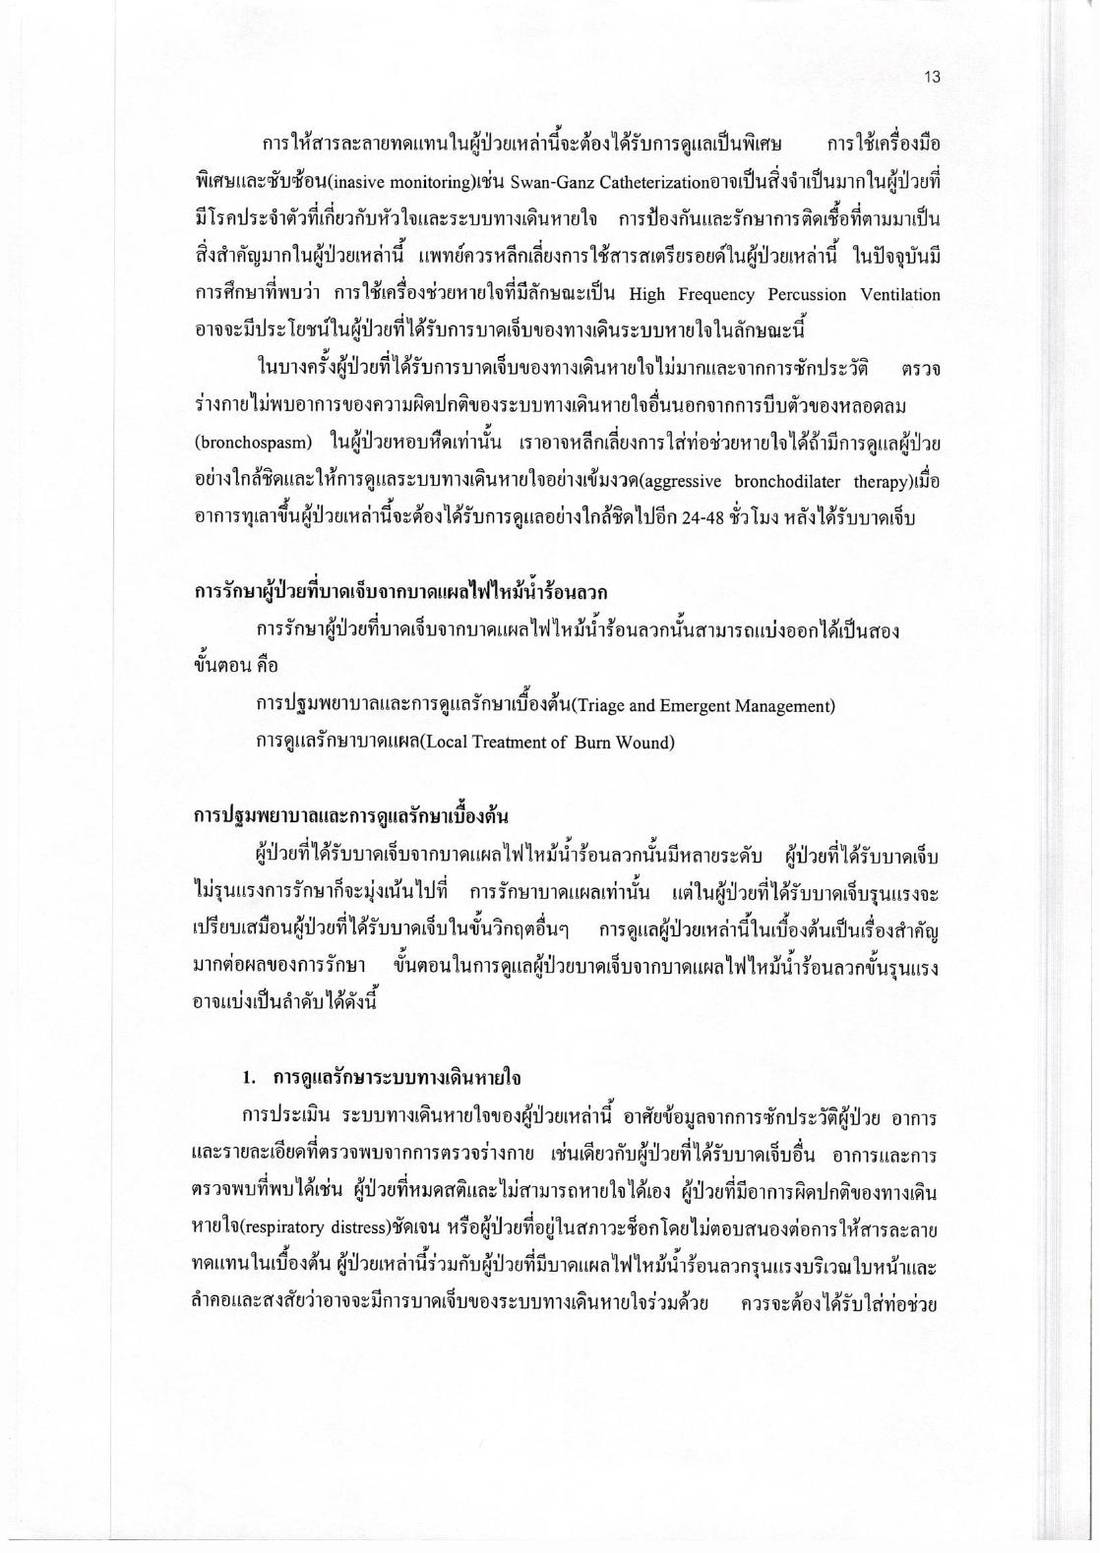 13
การให้สารละลายทดแทนในผู้ป่วยเหล่านี้จะต้องได้รับการดูแลเป็นพิเศษ การใช้เครื่องมือ
พิเศษและซับซ้อน(inasive monitoring)เช่น Swan-Ganz Catheterizationอาจเป็นสิ่งจำเป็นมากในผู้ป่วยที่
มีโรคประจำตัวที่เกี่ยวกับหัวใจและระบบทางเดินหายใจ การป้องกันและรักษาการติดเชื้อที่ตามมาเป็น
สิ่งสำคัญมากในผู้ป่วยเหล่านี้ แพทย์ควรหลีกเลี่ยงการใช้สารสเตรียรอยด์ในผู้ป่วยเหล่านี้ ในปัจจุบันมี
การศึกษาที่พบว่า การใช้เครื่องช่วยหายใจที่มีลักษณะเป็น High Frequency Percussion Ventilation
อาจจะมีประโยชน์ในผู้ป่วยที่ได้รับการบาดเจ็บของทางเดินระบบหายใจในลักษณะนี้
ในบางครั้งผู้ป่วยที่ได้รับการบาดเจ็บของทางเดินหายใจไม่มากและจากการซักประวัติ ตรวจ
ร่างกายไม่พบอาการของความผิดปกติของระบบทางเดินหายใจอื่นนอกจากการบีบตัวของหลอดลม
(bronchospasm) ในผู้ป่วยหอบหืดเท่านั้น เราอาจหลีกเลี่ยงการใส่ท่อช่วยหายใจได้ถ้ามีการดูแลผู้ป่วย
อย่างใกล้ชิดและให้การดูแลระบบทางเดินหายใจอย่างเข้มงวด(aggressive bronchodilater therapy)เมื่อ
อาการทุเลาขึ้นผู้ป่วยเหล่านี้จะต้องได้รับการดูแลอย่างใกล้ชิดไปอีก 24-48 ชั่วโมง หลังได้รับบาดเจ็บ
การรักษาผู้ป่วยที่บาดเจ็บจากบาดแผลไฟไหม้น้ำร้อนลวก
การรักษาผู้ป่วยที่บาดเจ็บจากบาดแผลไฟไหม้น้ำร้อนลวกนั้นสามารถแบ่งออกได้เป็นสอง
ขั้นตอน คือ
การปฐมพยาบาลและการดูแลรักษาเบื้องต้น(Triage and Emergent Management)
การดูแลรักษาบาดแผล(Local Treatment of Burn Wound)
การปฐมพยาบาลและการดูแลรักษาเบื้องต้น
ผู้ป่วยที่ได้รับบาดเจ็บจากบาดแผลไฟไหม้น้ำร้อนลวกนั้นมีหลายระดับ ผู้ป่วยที่ได้รับบาดเจ็บ
ไม่รุนแรงการรักษาก็จะมุ่งเน้นไปที่ การรักษาบาดแผลเท่านั้น แต่ในผู้ป่วยที่ได้รับบาดเจ็บรุนแรงจะ
เปรียบเสมือนผู้ป่วยที่ได้รับบาดเจ็บในขั้นวิกฤตอื่นๆ การดูแลผู้ป่วยเหล่านี้ในเบื้องต้นเป็นเรื่องสำคัญ
มากต่อผลของการรักษา ขั้นตอนในการดูแลผู้ป่วยบาดเจ็บจากบาดแผลไฟไหม้น้ำร้อนลวกขั้นรุนแรง
อาจแบ่งเป็นลำดับได้ดังนี้
1. การดูแลรักษาระบบทางเดินหายใจ
การประเมิน ระบบทางเดินหายใจของผู้ป่วยเหล่านี้ อาศัยข้อมูลจากการซักประวัติผู้ป่วย อาการ
และรายละเอียดที่ตรวจพบจากการตรวจร่างกาย เช่นเดียวกับผู้ป่วยที่ได้รับบาดเจ็บอื่น อาการและการ
ตรวจพบที่พบได้เช่น ผู้ป่วยที่หมดสติและไม่สามารถหายใจได้เอง ผู้ป่วยที่มีอาการผิดปกติของทางเดิน
หายใจ(respiratory distress)ชัดเจน หรือผู้ป่วยที่อยู่ในสภาวะช็อกโดยไม่ตอบสนองต่อการให้สารละลาย
ทดแทนในเบื้องต้น ผู้ป่วยเหล่านี้ร่วมกับผู้ป่วยที่มีบาดแผลไฟไหม้น้ำร้อนลวกรุนแรงบริเวณใบหน้าและ
ลำคอและสงสัยว่าอาจจะมีการบาดเจ็บของระบบทางเดินหายใจร่วมด้วย ควรจะต้องได้รับใส่ท่อช่วย